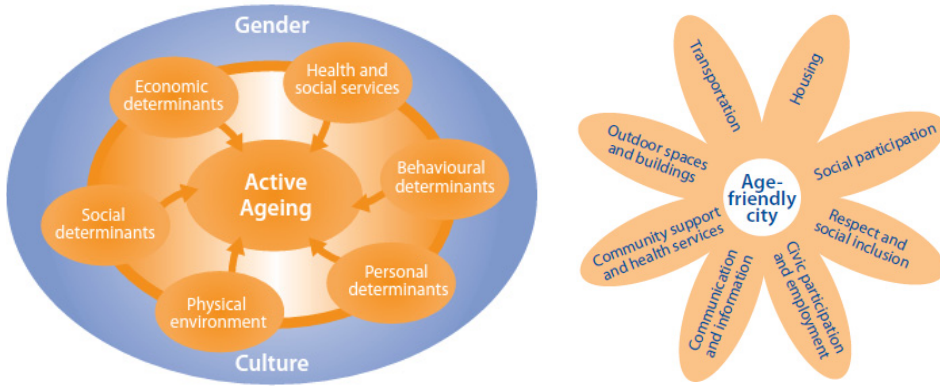 Gender
Economic
determinants
Health and
social services
Behavioural
determinants
Active
Ageing
Social
determinants
Personal
determinants
Physical
environment
Culture
Transportation
Housing
Outdoor spaces
and buildings
Social participation
Age-
friendly
city
Community support
and health services
Respect and
social inclusion
Communication
and information
Civic participation
and employment